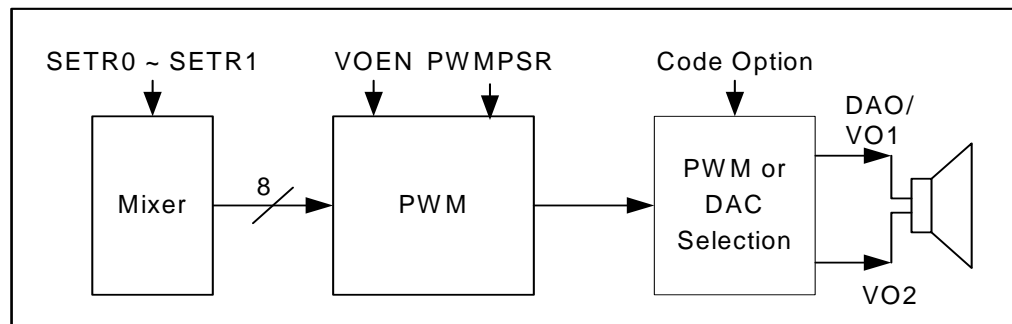 SETR0 ~ SETR1
VOEN PWMPSR
Code Option
DAO/
VO1
8
Mixer
PWM
PWM or
DAC
Selection
VO2